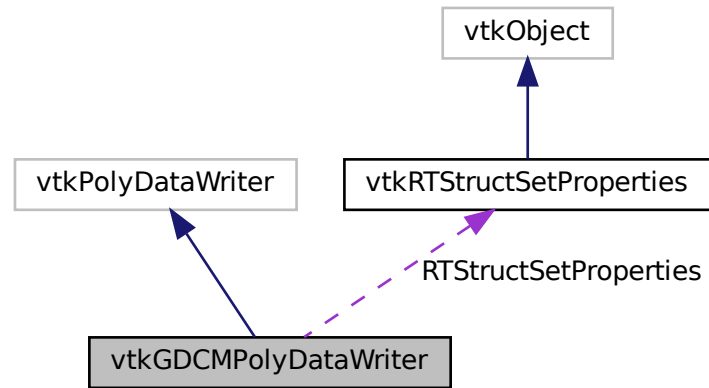 vtkObject
vtkPolyDataWriter
vtkRTStructSetProperties
RTStructSetProperties
vtkGDCMPolyDataWriter